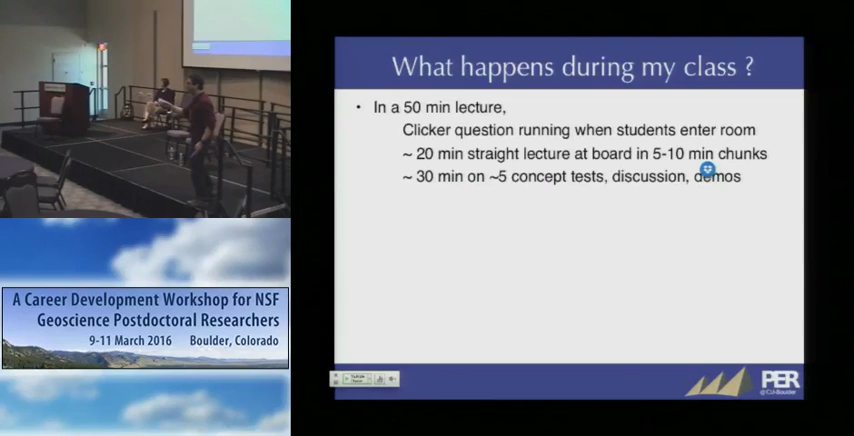 What happens during my class ?
• In a 50 min lecture,
Clicker question running when students enter room
~ 20 min straight lecture at board in 5-10 min chunks
~ 30 min on ~5 concept tests, discussion, demos
A Career Development Workshop for NSF
Geoscience Postdoctoral Researchers
9-11 March 2016 Boulder, Colorado
PER
@CU-Boulder